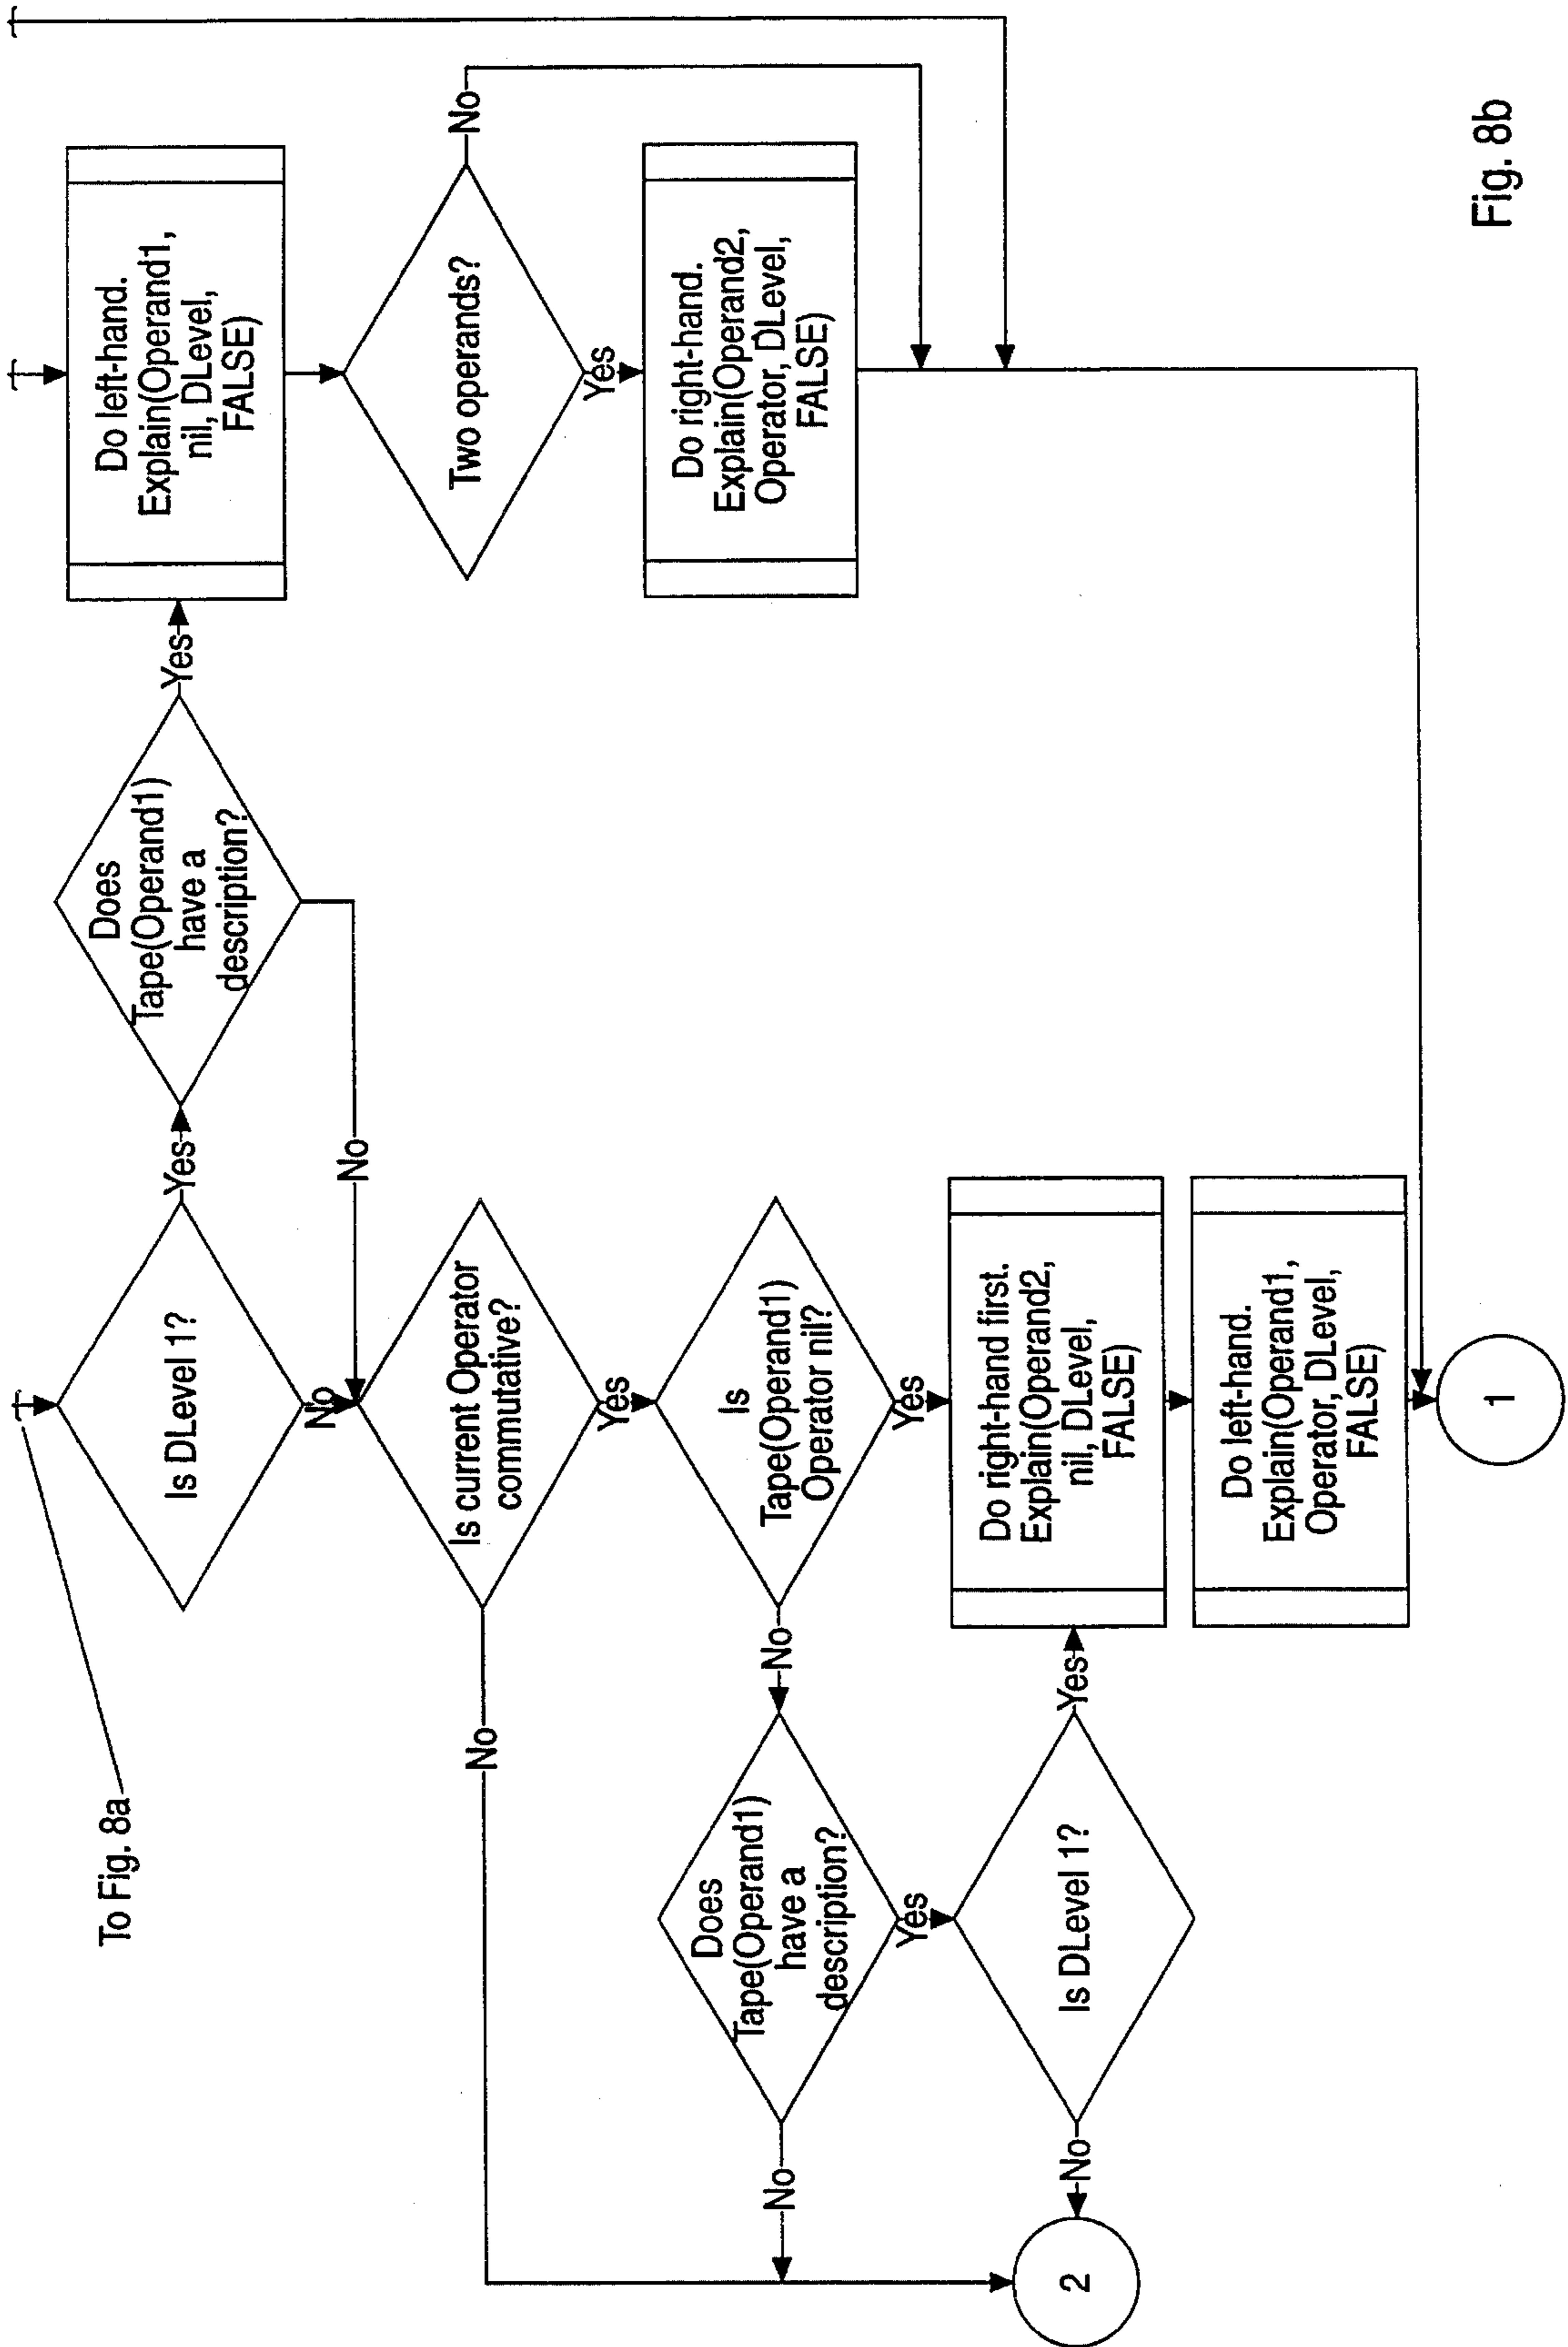 To Fig. 8a
Is DLevel 1?
Yes
No
Does
Tape(Operand1)
have a
description?
Yes
No
Do left-hand.
Explain(Operand1,
nil, DLevel,
FALSE)
Two operands?
No
Yes
Do right-hand.
Explain(Operand2,
Operator, DLevel,
FALSE)
Is current Operator
commutative?
No
Yes
Is
Tape(Operand1)
Operator nil?
No
Yes
Does
Tape(Operand1)
have a
description?
No
Yes
Is DLevel 1?
No
Yes
Do right-hand first.
Explain(Operand2,
nil, DLevel,
FALSE)
Do left-hand.
Explain(Operand1,
Operator, DLevel,
FALSE)
2
1
Fig. 8b